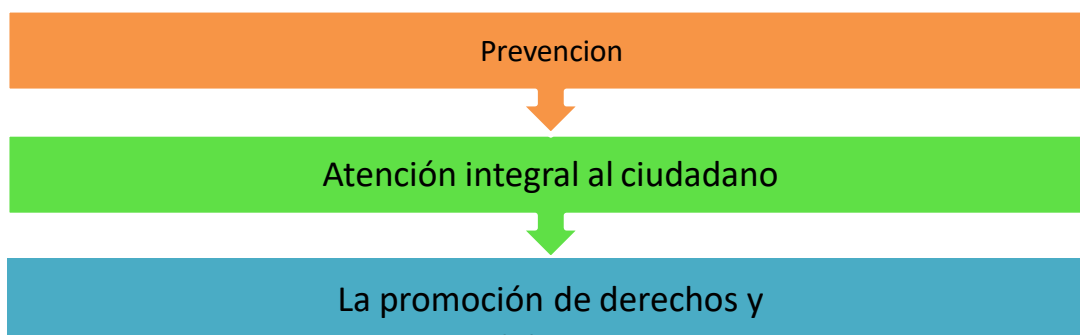 Prevencion
Atención integral al ciudadano
La promoción de derechos y